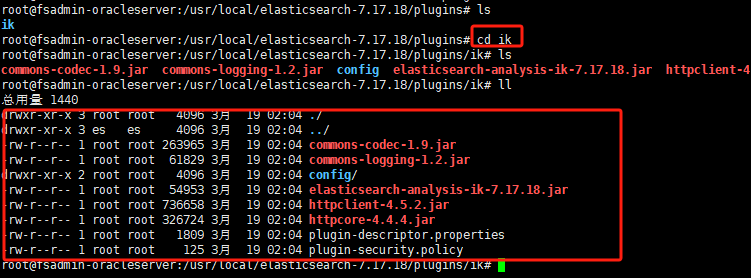 root@fsadmin-oracleserver:/usr/local/elasticsearch-7.17.18/plugins# ls
ik
root@fsadmin-oracleserver:/usr/local/elasticsearch-7.17.18/plugins# cd ik
root@fsadmin-oracleserver:/usr/local/elasticsearch-7.17.18/plugins/ik# ls
commons-codec-1.9.jar commons-logging-1.2.jar config elasticsearch-analysis-ik-7.17.18.jar httpclient-4
root@fsadmin-oracleserver:/usr/local/elasticsearch-7.17.18/plugins/ik# ll
总用量 1440
drwxr-xr-x 3 root root 4096 3月 19 02:04 ./
drwxr-xr-x 3 es es 4096 3月 19 02:04 ../
-rw-r--r-- 1 root root 263965 3月 19 02:04 commons-codec-1.9.jar
-rw-r--r-- 1 root root 61829 3月 19 02:04 commons-logging-1.2.jar
drwxr-xr-x 2 root root 4096 3月 19 02:04 config/
-rw-r--r-- 1 root root 54953 3月 19 02:04 elasticsearch-analysis-ik-7.17.18.jar
-rw-r--r-- 1 root root 736658 3月 19 02:04 httpclient-4.5.2.jar
-rw-r--r-- 1 root root 326724 3月 19 02:04 httpcore-4.4.4.jar
-rw-r--r-- 1 root root 1809 3月 19 02:04 plugin-descriptor.properties
-rw-r--r-- 1 root root 125 3月 19 02:04 plugin-security.policy
root@fsadmin-oracleserver:/usr/local/elasticsearch-7.17.18/plugins/ik#